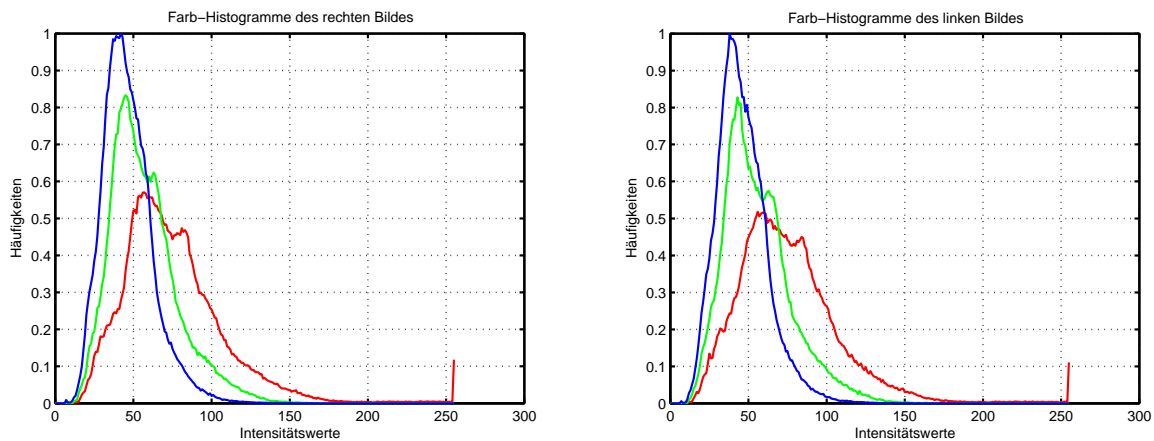 Farb−Histogramme des rechten Bildes
1
0.9
0.8
0.7
0.6
0.5
0.4
0.3
0.2
0.1
0
Häufigkeiten
0 50 100 150 200 250 300
Intensitätswerte
Farb−Histogramme des linken Bildes
1
0.9
0.8
0.7
0.6
0.5
0.4
0.3
0.2
0.1
0
Häufigkeiten
0 50 100 150 200 250 300
Intensitätswerte